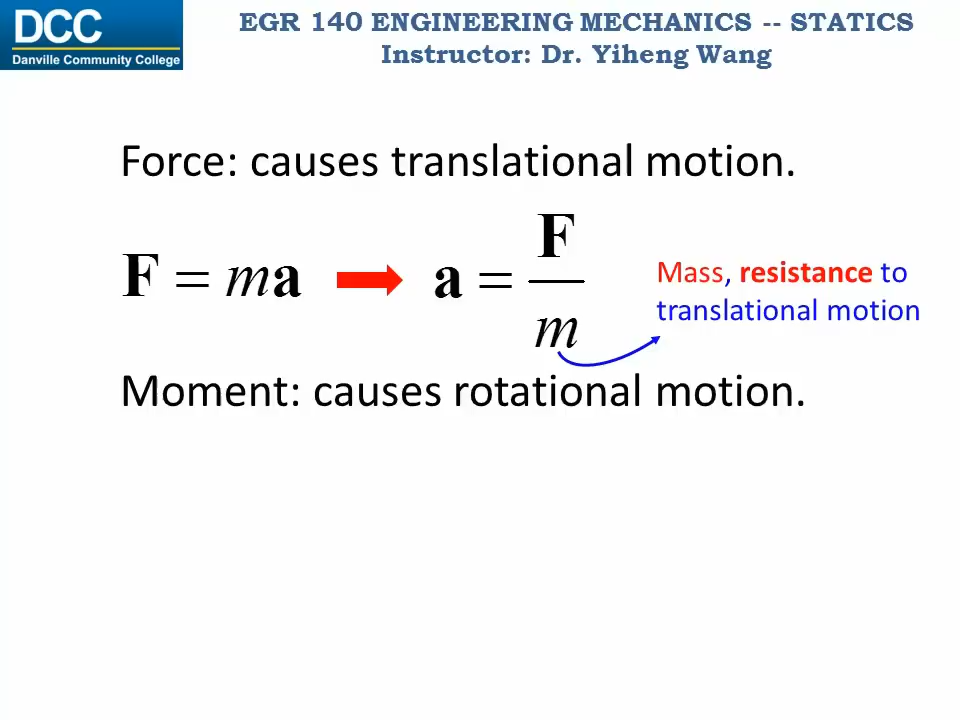 DCC
Danville Community College
EGR 140 ENGINEERING MECHANICS -- STATICS
Instructor: Dr. Yiheng Wang
Force: causes translational motion.
F = ma a = F/m
Mass, resistance to
translational motion
Moment: causes rotational motion.